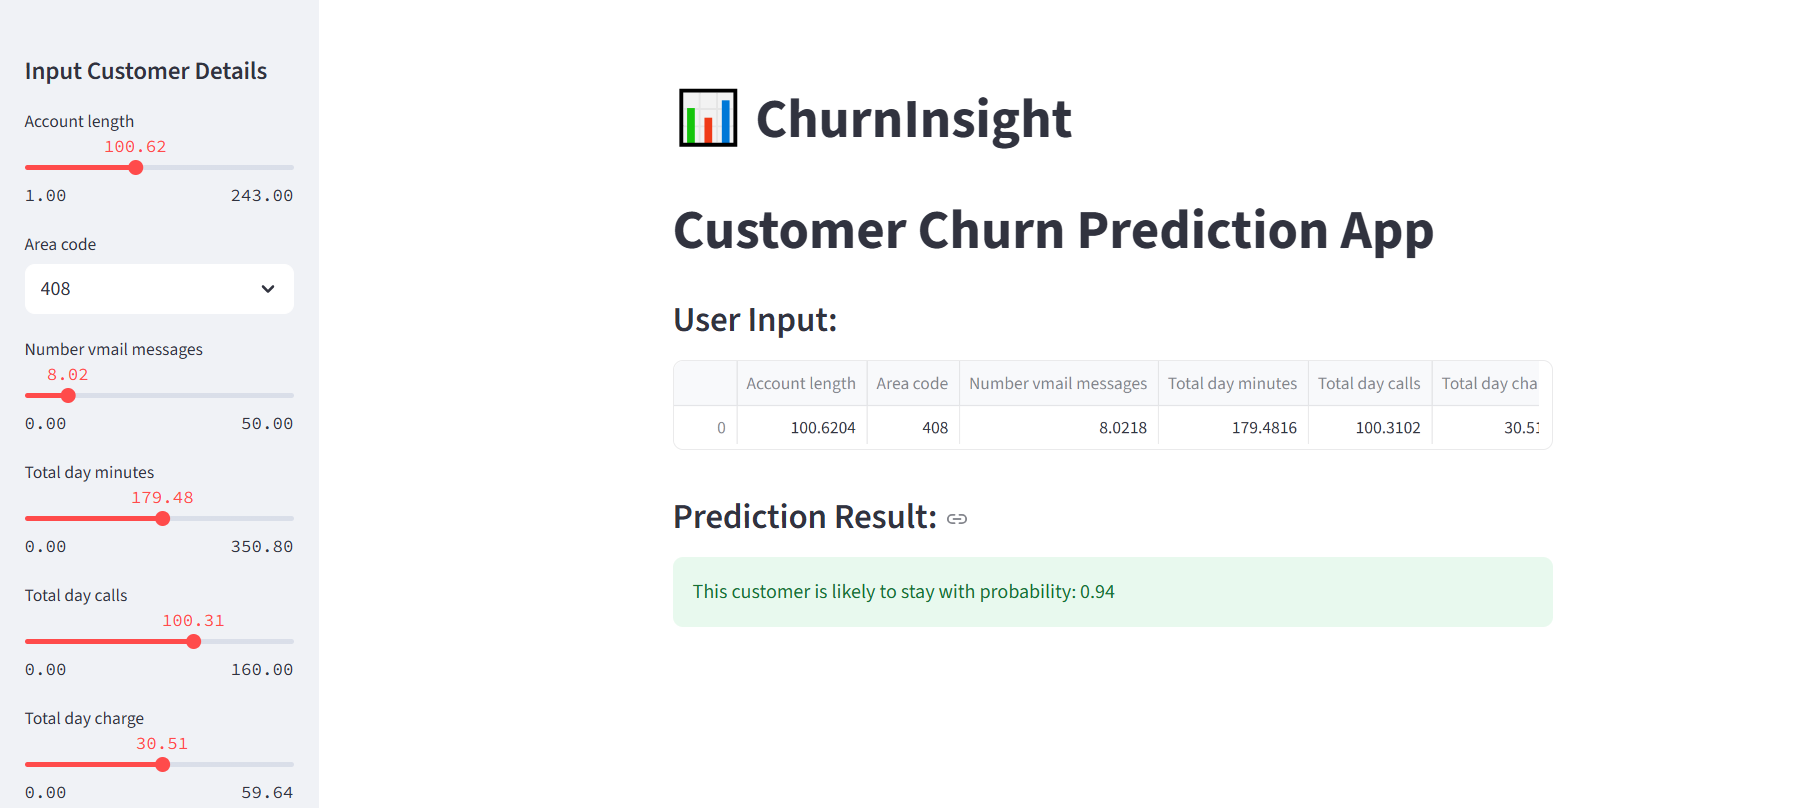 Input Customer Details
Account length
100.62
1.00 243.00
Area code
408
Number vmail messages
8.02
0.00 50.00
Total day minutes
179.48
0.00 350.80
Total day calls
100.31
0.00 160.00
Total day charge
30.51
0.00 59.64
ChurnInsight
Customer Churn Prediction App
User Input:
Account length Area code Number vmail messages Total day minutes Total day calls Total day cha
0 100.6204 408 8.0218 179.4816 100.3102 30.51
Prediction Result:
This customer is likely to stay with probability: 0.94